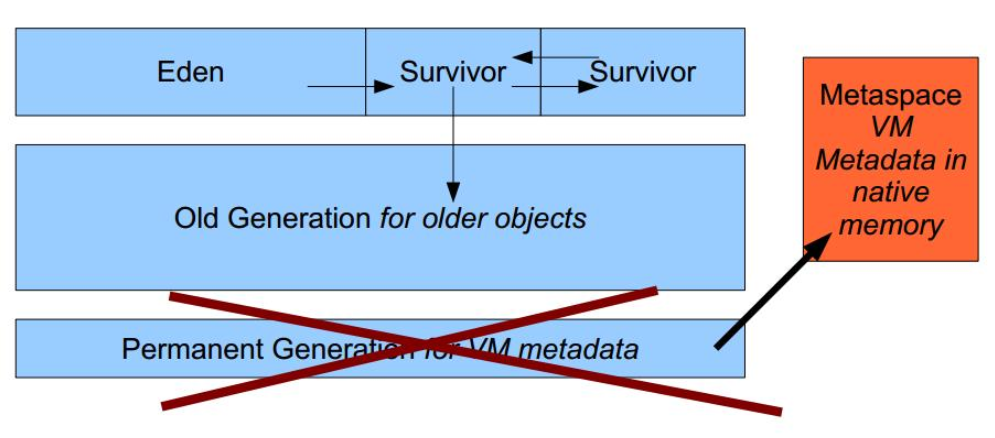 Eden
Survivor
Survivor
Old Generation for older objects
Permanent Generation for VM metadata
Metaspace
VM
Metadata in
native
memory